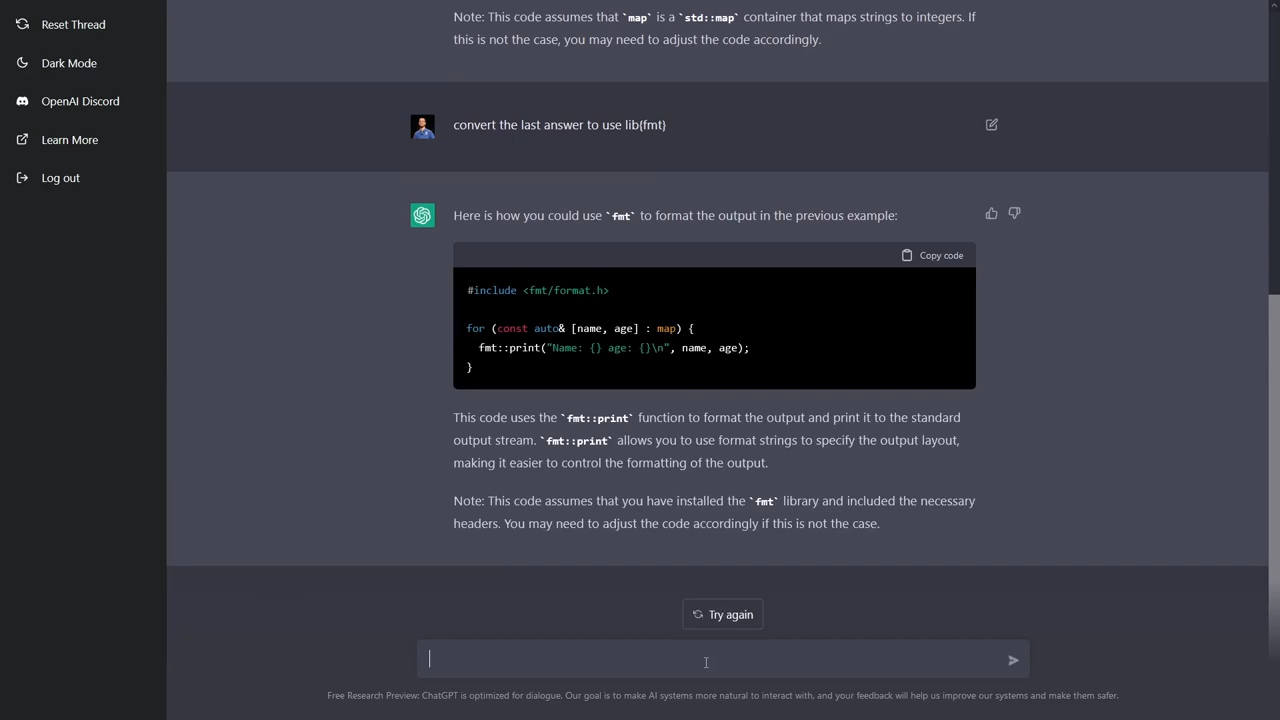 Reset Thread
Dark Mode
OpenAI Discord
Learn More
Log out
Note: This code assumes that `map` is a `std::map` container that maps strings to integers. If
this is not the case, you may need to adjust the code accordingly.
convert the last answer to use lib{fmt}
Here is how you could use `fmt` to format the output in the previous example:
Copy code
#include <fmt/format.h>
for (const auto& [name, age] : map) {
  fmt::print("Name: {} age: {}\n", name, age);
}
This code uses the `fmt::print` function to format the output and print it to the standard
output stream. `fmt::print` allows you to use format strings to specify the output layout,
making it easier to control the formatting of the output.
Note: This code assumes that you have installed the `fmt` library and included the necessary
headers. You may need to adjust the code accordingly if this is not the case.
Try again
Free Research Preview: ChatGPT is optimized for dialogue. Our goal is to make AI systems more natural to interact with, and your feedback will help us improve our systems and make them safer.